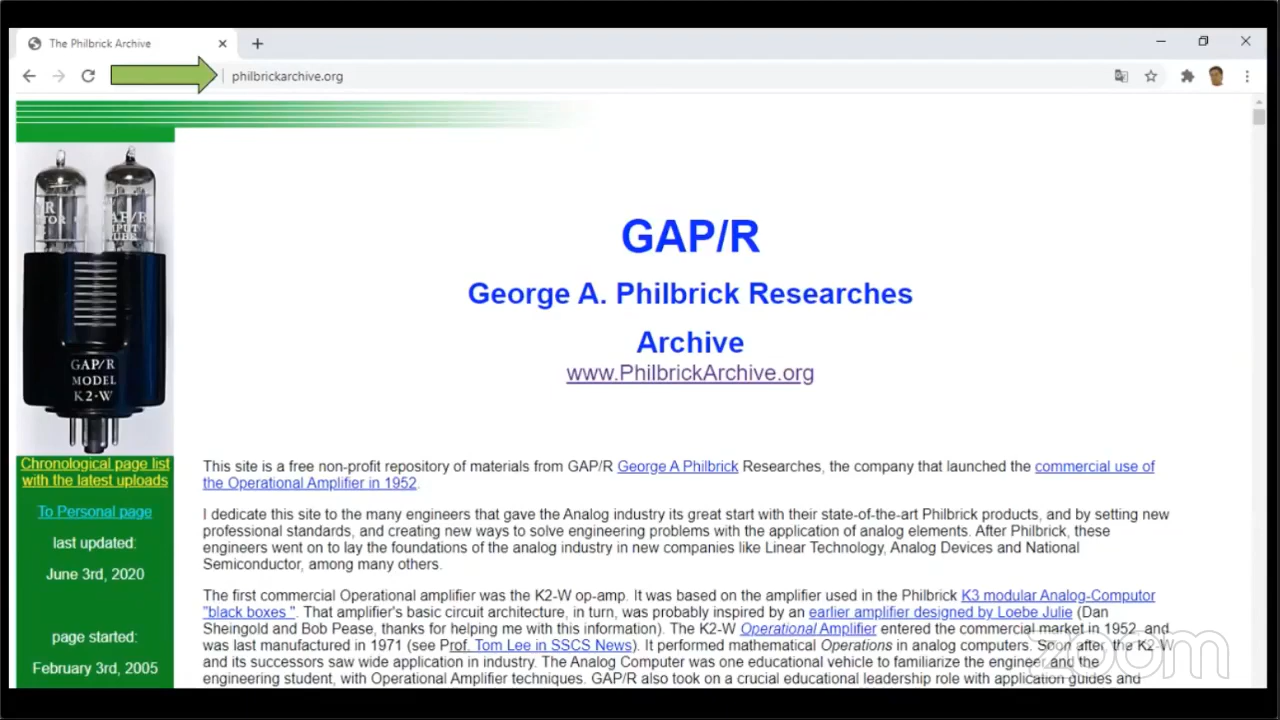 The Philbrick Archive
philbrickarchive.org
GAP/R
George A. Philbrick Researches
Archive
www.PhilbrickArchive.org
GAP/R
MODEL
K2-W
Chronological page list
with the latest uploads
To Personal page
last updated:
June 3rd, 2020
page started:
February 3rd, 2005
This site is a free non-profit repository of materials from GAP/R George A Philbrick Researches, the company that launched the commercial use of
the Operational Amplifier in 1952.
I dedicate this site to the many engineers that gave the Analog industry its great start with their state-of-the-art Philbrick products, and by setting new
professional standards, and creating new ways to solve engineering problems with the application of analog elements. After Philbrick, these
engineers went on to lay the foundations of the analog industry in new companies like Linear Technology, Analog Devices and National
Semiconductor, among many others.
The first commercial Operational amplifier was the K2-W op-amp. It was based on the amplifier used in the Philbrick K3 modular Analog-Computor
"black boxes ". That amplifier's basic circuit architecture, in turn, was probably inspired by an earlier amplifier designed by Loebe Julie (Dan
Sheingold and Bob Pease, thanks for helping me with this information). The K2-W Operational Amplifier entered the commercial market in 1952, and
was last manufactured in 1971 (see Prof. Tom Lee in SSCS News). It performed mathematical Operations in analog computers. Soon after, the K2-W
and its successors saw wide application in industry. The Analog Computer was one educational vehicle to familiarize the engineer, and the
engineering student, with Operational Amplifier techniques. GAP/R also took on a crucial educational leadership role with application guides and
zoom